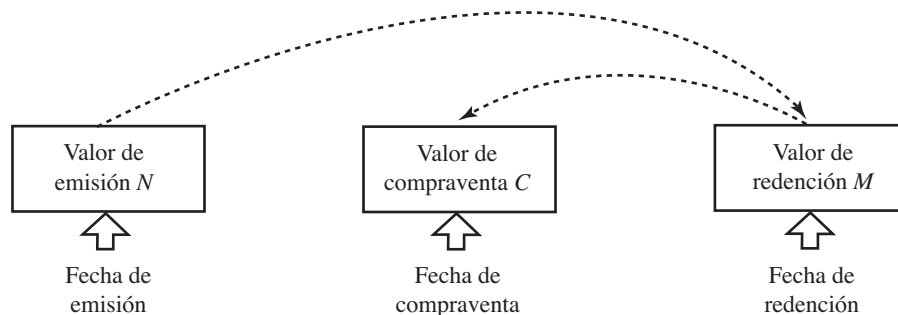 Valor de
emisión N
Valor de
compraventa C
Valor de
redención M
Fecha de
emisión
Fecha de
compraventa
Fecha de
redención